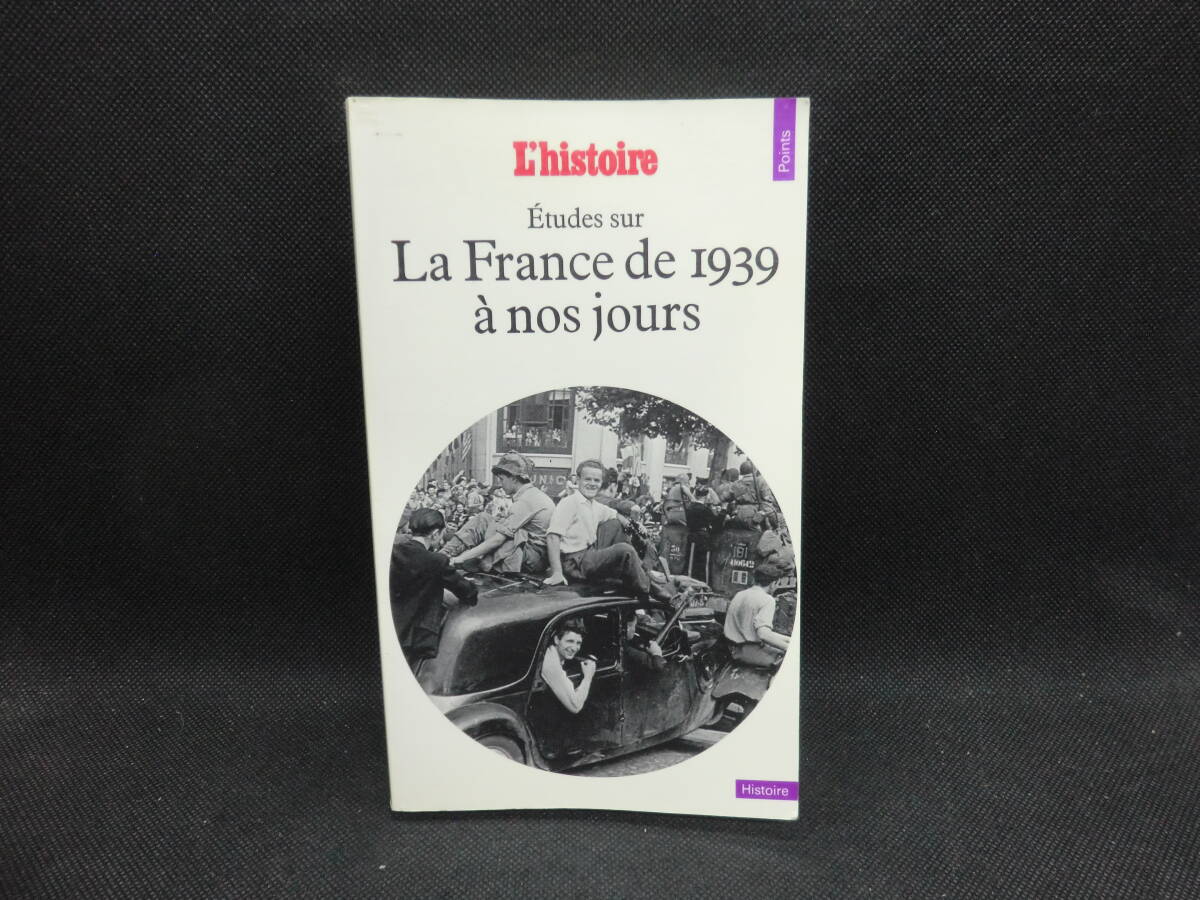 L'histoire
Points
Études sur
La France de 1939
à nos jours
Histoire